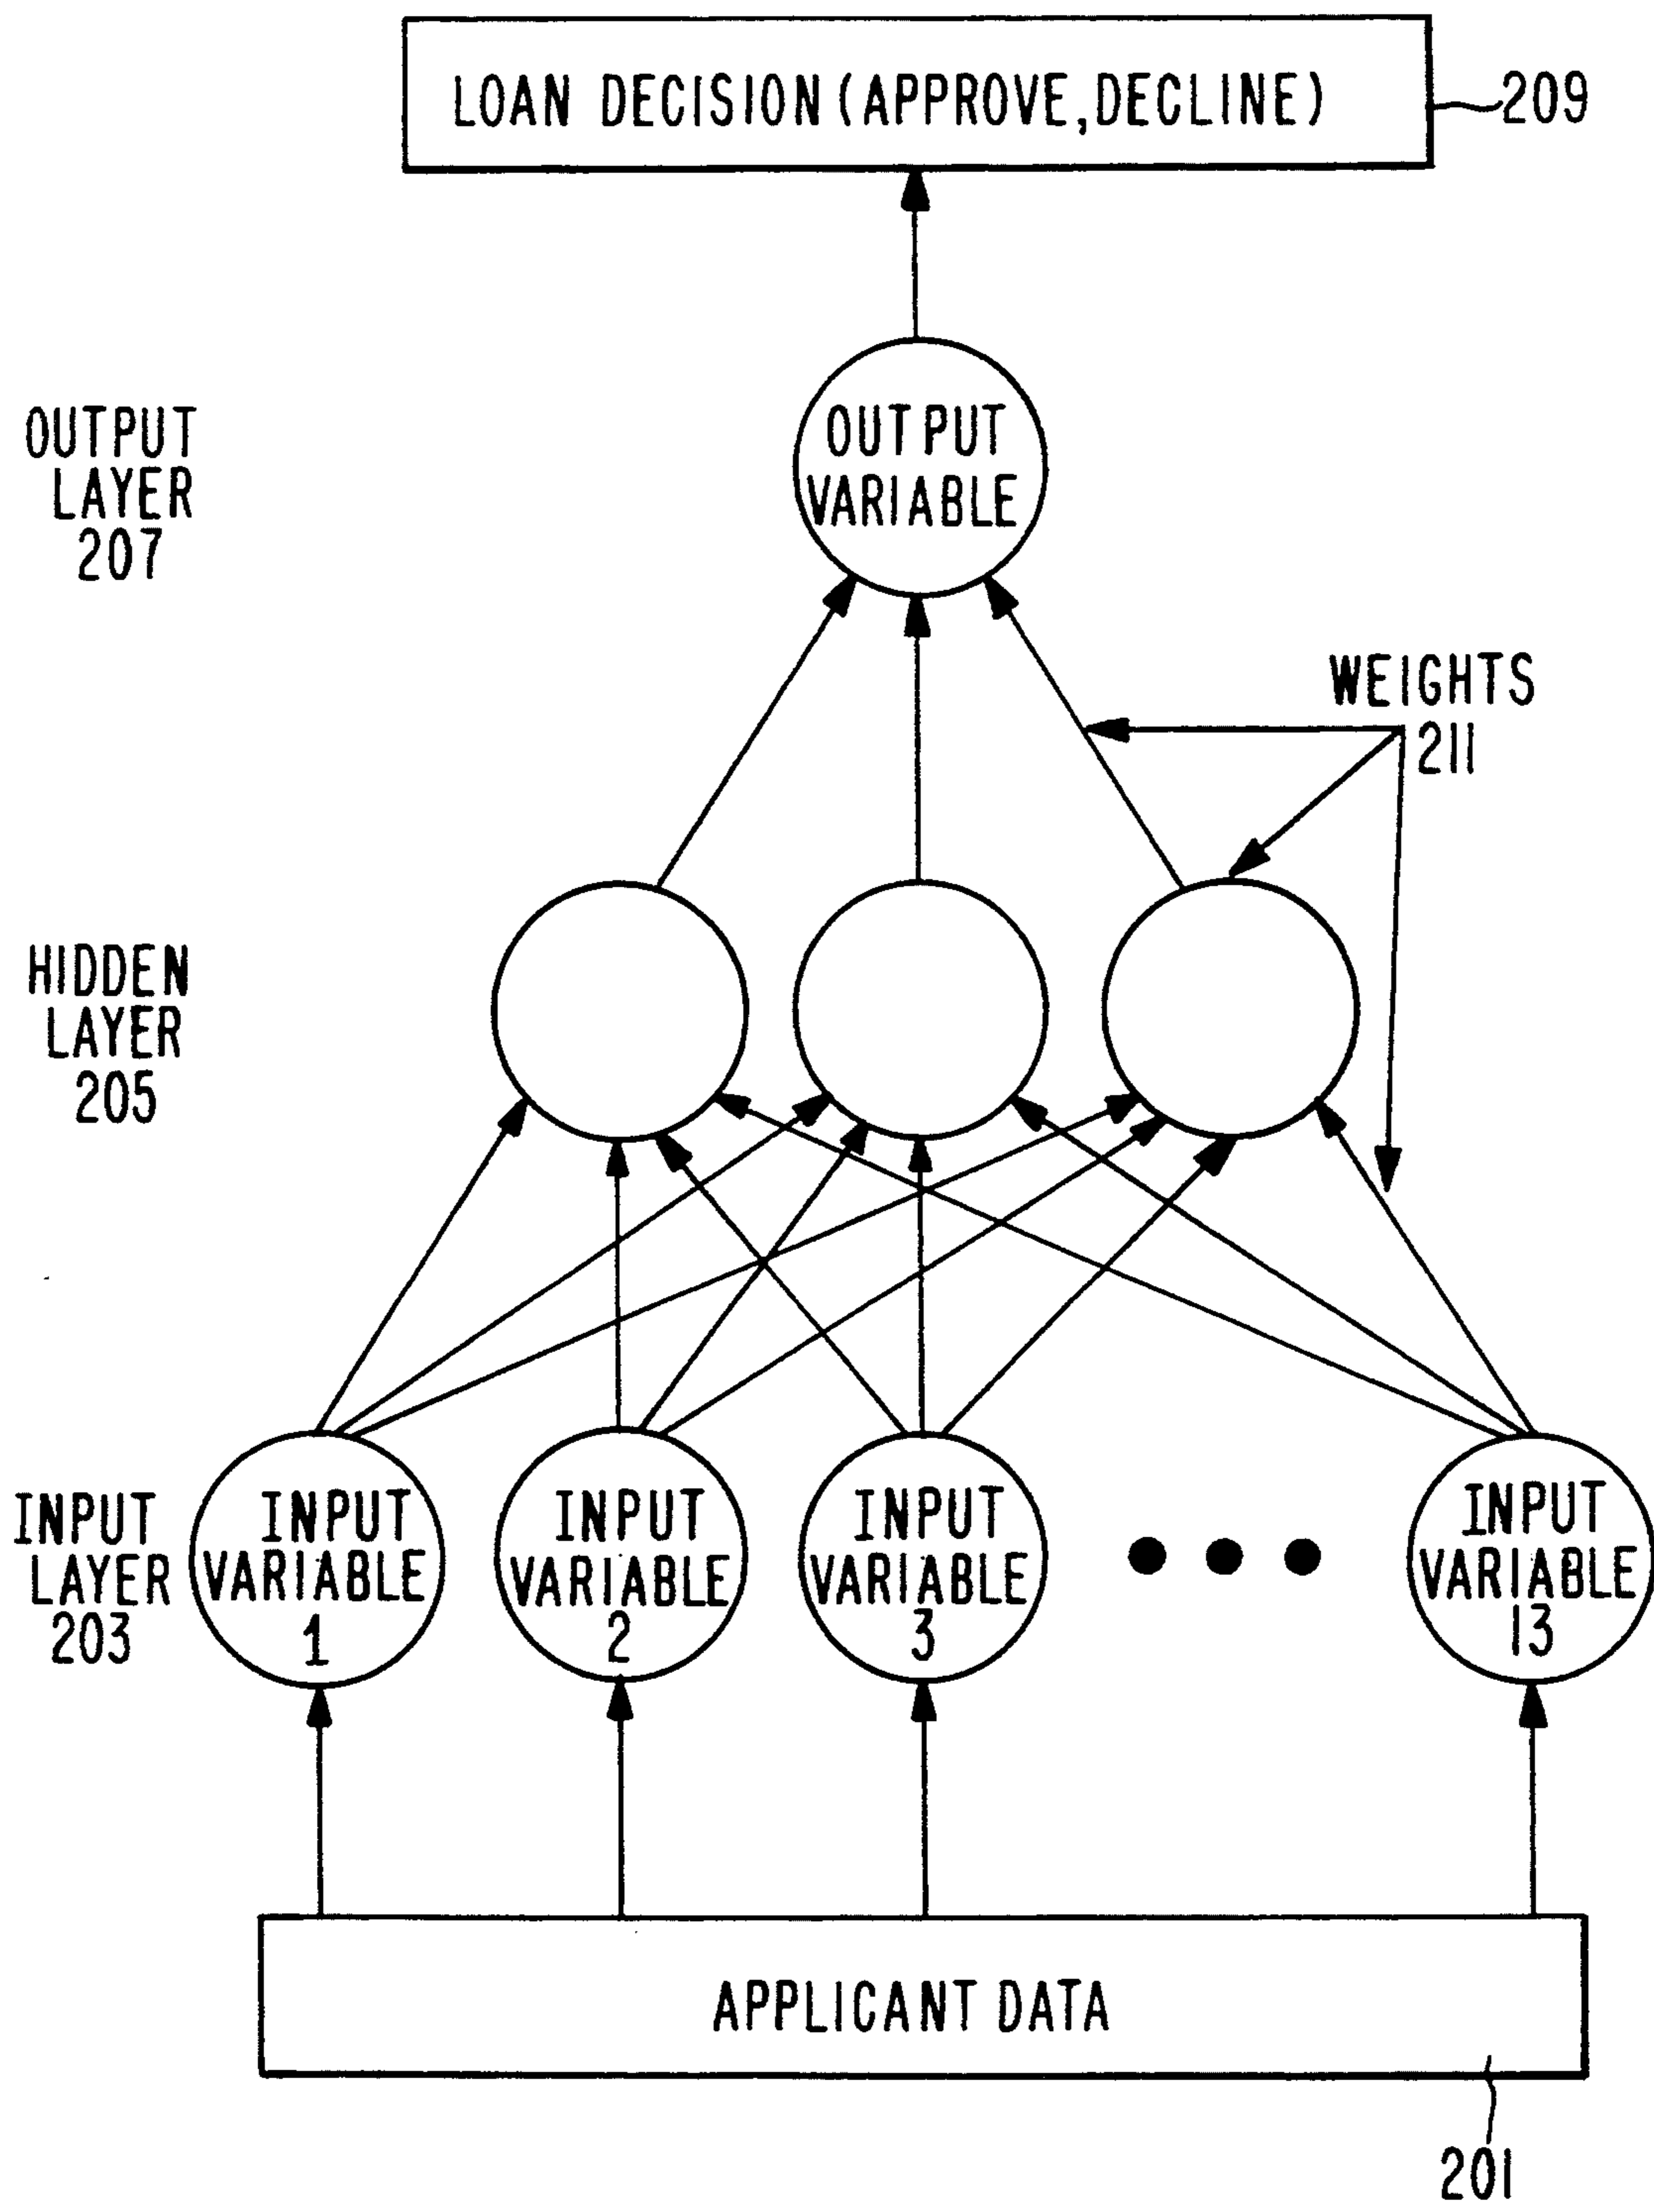 LOAN DECISION (APPROVE, DECLINE)
209
OUTPUT
LAYER
207
OUTPUT
VARIABLE
WEIGHTS
211
HIDDEN
LAYER
205
INPUT
LAYER
203
INPUT
VARIABLE
1
INPUT
VARIABLE
2
INPUT
VARIABLE
3
INPUT
VARIABLE
13
APPLICANT DATA
201